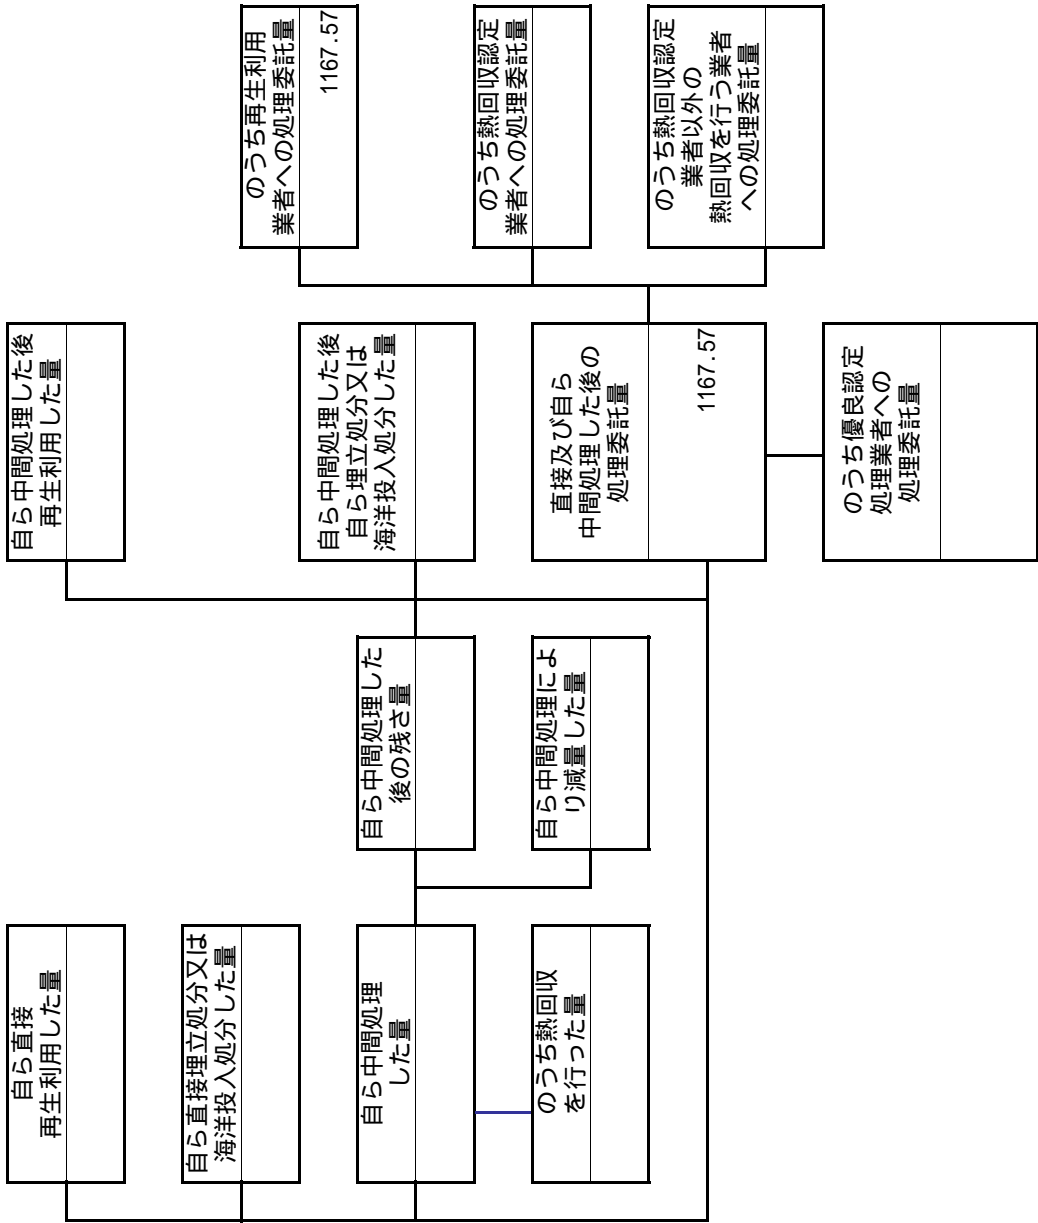 自ら直接
再生利用した量
自ら直接埋立処分又は
海洋投入処分した量
自ら中間処理
した量
のうち熱回収
を行った量
自ら中間処理した
後の残さ量
自ら中間処理によ
り減量した量
自ら中間処理した後
再生利用した量
自ら中間処理した後
自ら埋立処分又は
海洋投入処分した量
直接及び自ら
中間処理した後の
処理委託量
1167.57
のうち優良認定
処理業者への
処理委託量
のうち再生利用
業者への処理委託量
1167.57
のうち熱回収認定
業者への処理委託量
のうち熱回収認定
業者以外の
熱回収を行う業者
への処理委託量